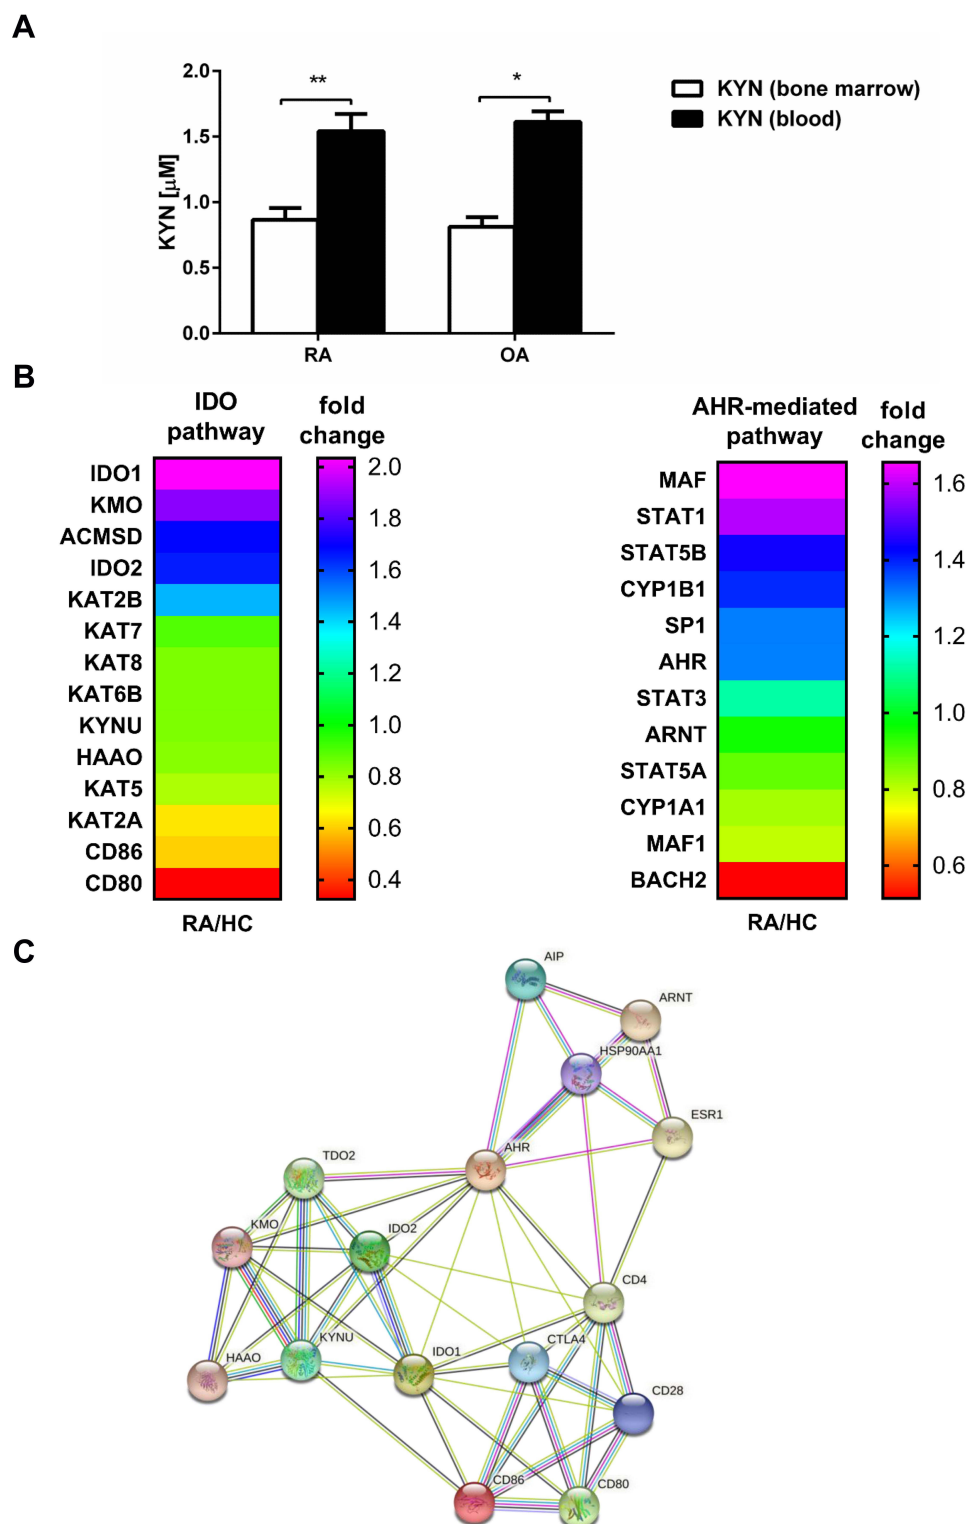 A
2.0
1.5
1.0
0.5
0.0
KYN [µM]
**
*
KYN (bone marrow)
KYN (blood)
RA
OA
B
IDO
pathway
fold
change
IDO1
KMO
ACMSD
IDO2
KAT2B
KAT7
KAT8
KAT6B
KYNU
HAAO
KAT5
KAT2A
CD86
CD80
2.0
1.8
1.6
1.4
1.2
1.0
0.8
0.6
0.4
RA/HC
AHR-mediated
pathway
fold
change
MAF
STAT1
STAT5B
CYP1B1
SP1
AHR
STAT3
ARNT
STAT5A
CYP1A1
MAF1
BACH2
1.6
1.4
1.2
1.0
0.8
0.6
RA/HC
C
AIP
ARNT
HSP90AA1
ESR1
AHR
TDO2
KMO
IDO2
CD4
KYNU
IDO1
CTLA4
HAAO
CD28
CD86
CD80